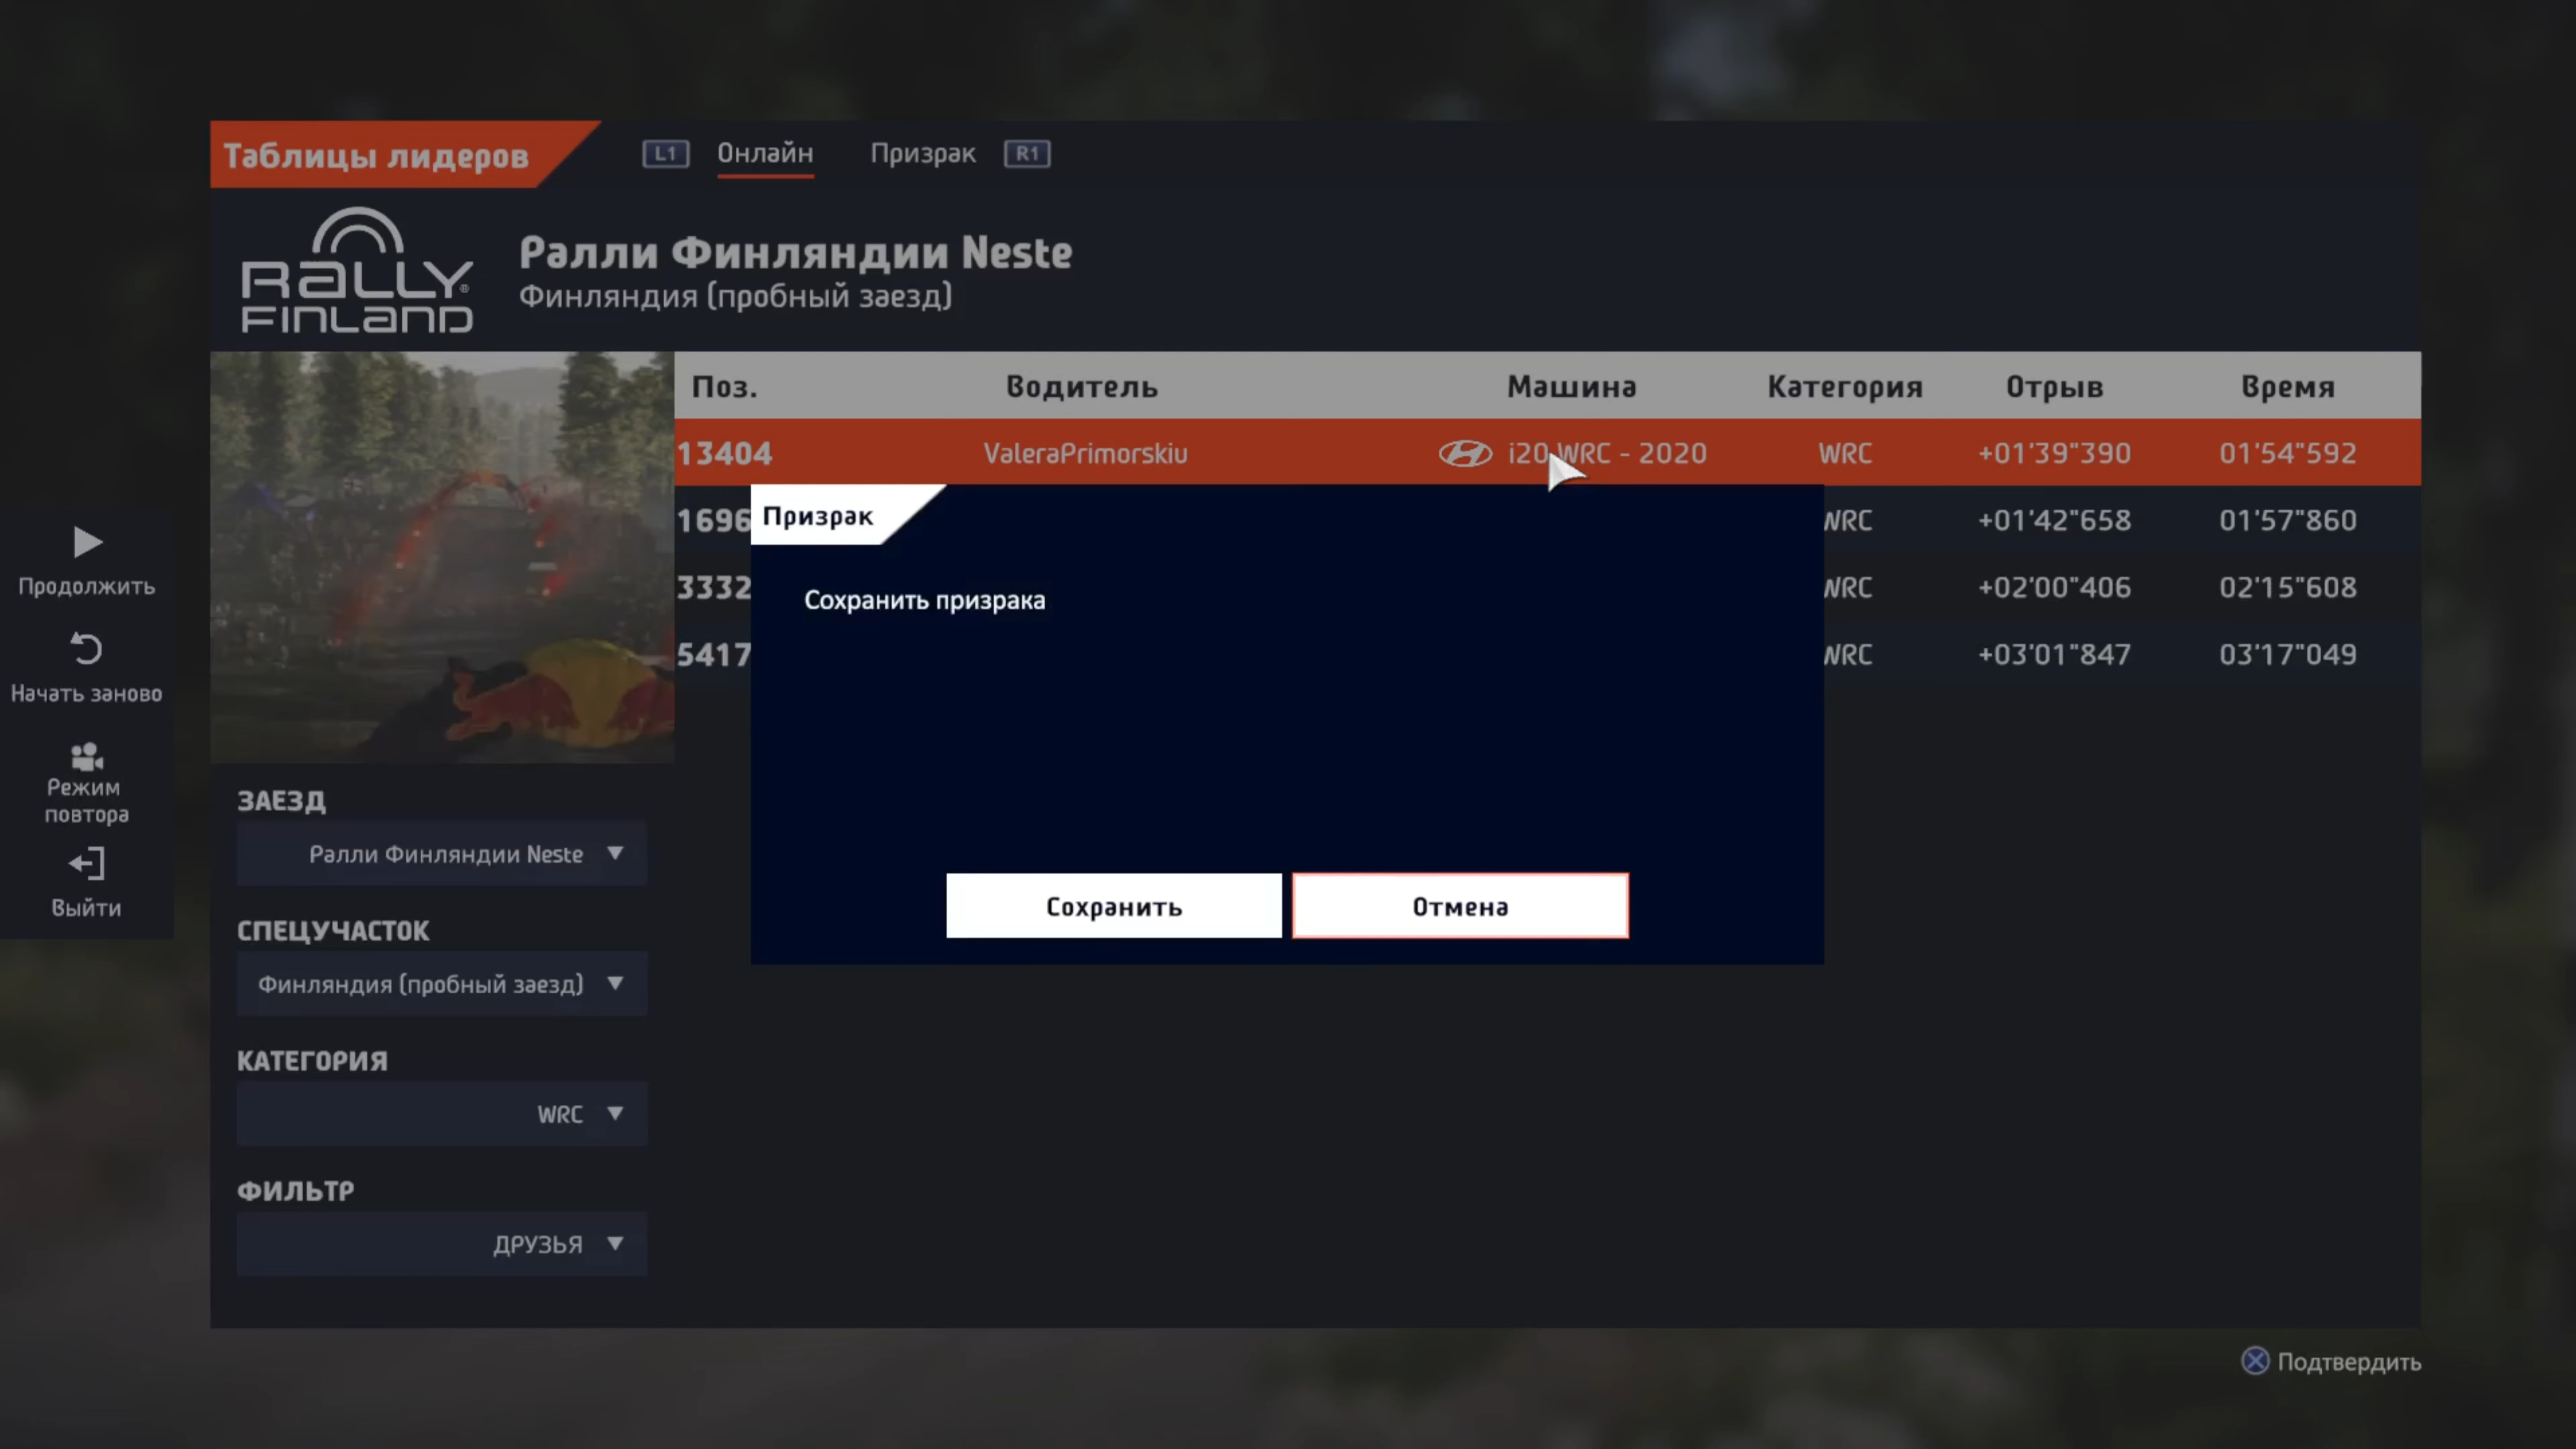 Таблицы лидеров
L1 Онлайн Призрак R1
RALLY
FINLAND
Ралли Финляндии Neste
Финляндия (пробный заезд)
Поз. Водитель Машина Категория Отрыв Время
13404 ValeraPrimorskiu i20 WRC - 2020 WRC +01'39"390 01'54"592
1696 WRC +01'42"658 01'57"860
3332 WRC +02'00"406 02'15"608
5417 WRC +03'01"847 03'17"049
Призрак
Сохранить призрака
Сохранить
Отмена
Продолжить
Начать заново
Режим
повтора
Выйти
ЗАЕЗД
Ралли Финляндии Neste
СПЕЦУЧАСТОК
Финляндия (пробный заезд)
КАТЕГОРИЯ
WRC
ФИЛЬТР
ДРУЗЬЯ
Подтвердить